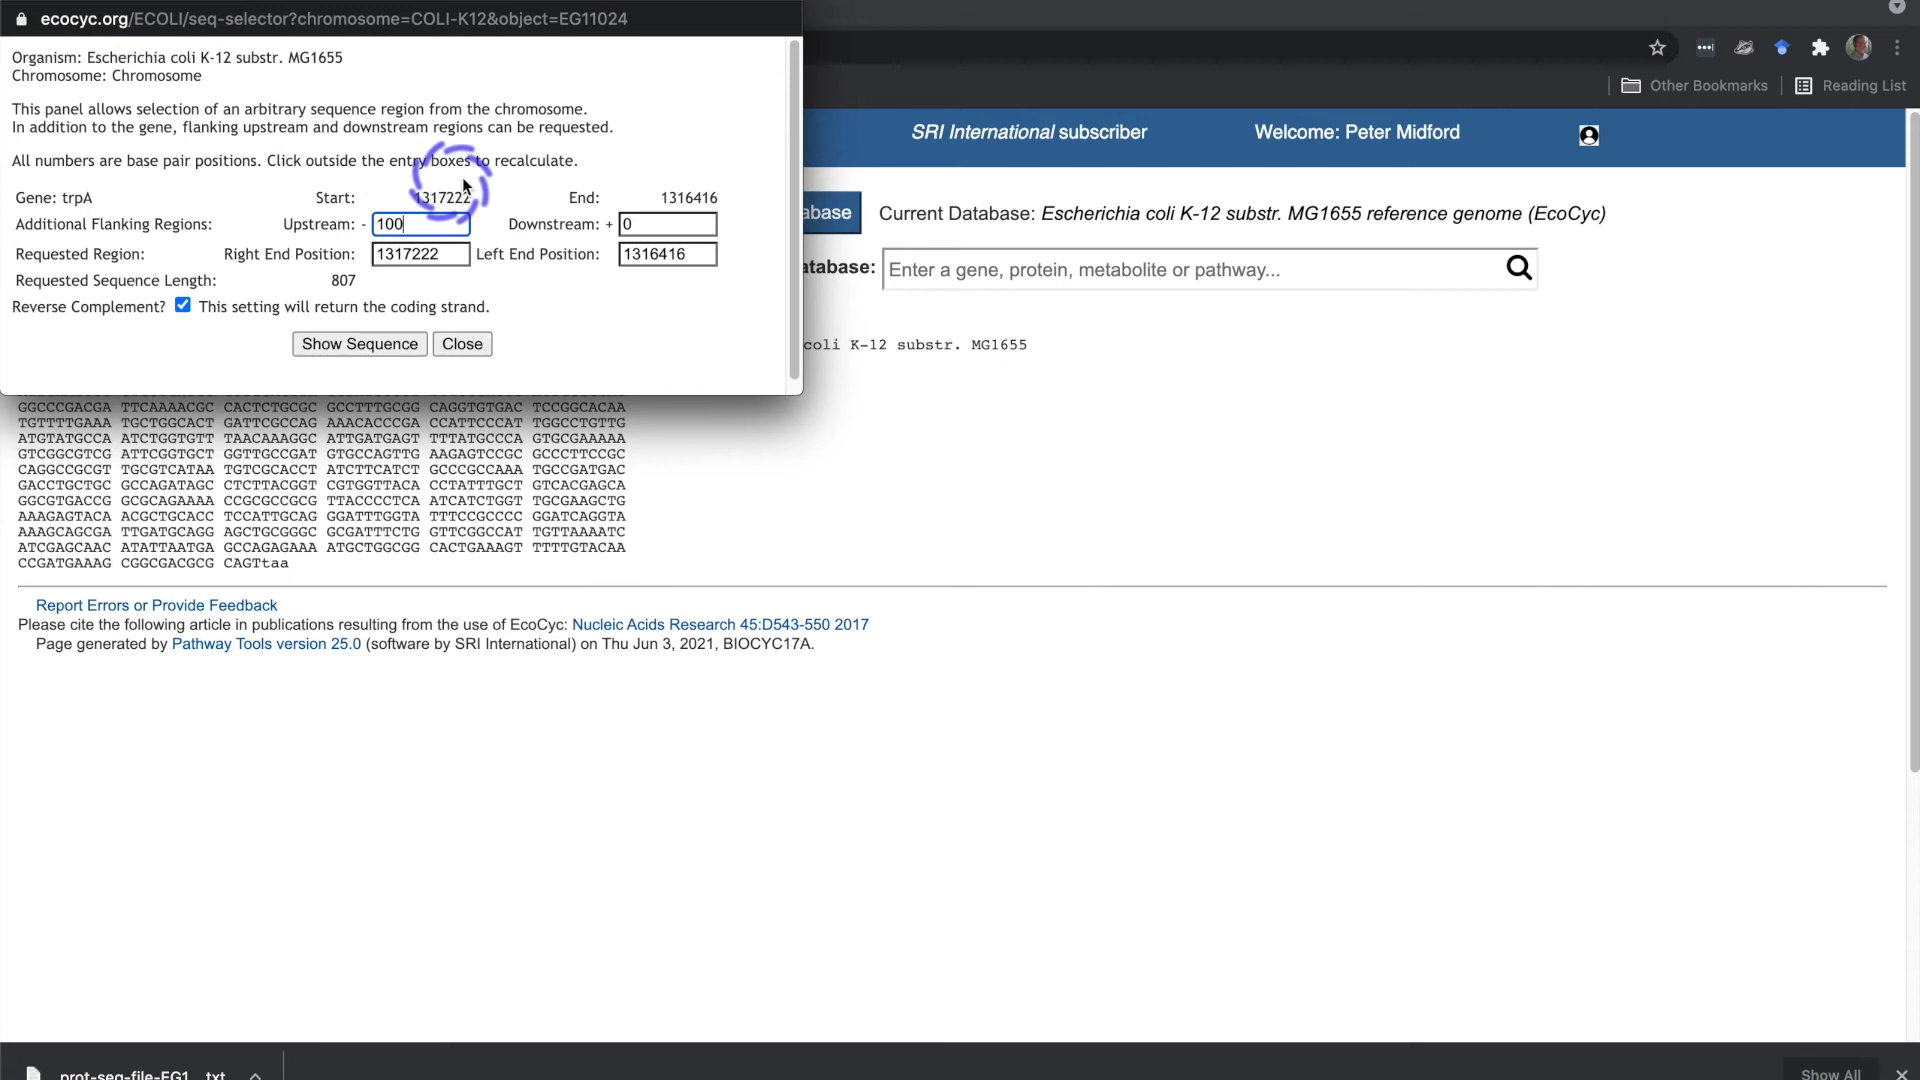 ecocyc.org/ECOLI/seq-selector?chromosome=COLI-K12&object=EG11024
Other Bookmarks
Reading List
Organism: Escherichia coli K-12 substr. MG1655
Chromosome: Chromosome
This panel allows selection of an arbitrary sequence region from the chromosome.
In addition to the gene, flanking upstream and downstream regions can be requested.
All numbers are base pair positions. Click outside the entry boxes to recalculate.
Gene: trpA Start: 1317222 End: 1316416
Additional Flanking Regions: Upstream: - 100 Downstream: + 0
Requested Region: Right End Position: 1317222 Left End Position: 1316416
Requested Sequence Length: 807
Reverse Complement? This setting will return the coding strand.
Show Sequence Close
SRI International subscriber
Welcome: Peter Midford
abase Current Database: Escherichia coli K-12 substr. MG1655 reference genome (EcoCyc)
atabase: Enter a gene, protein, metabolite or pathway...
coli K-12 substr. MG1655
GGCCCGACGA TTCAAAACGC CACTCTGCGC GCCTTTGCGG CAGGTGTGAC TCCGGCACAA
TGTTTTGAAA TGCTGGCACT GATTCGCCAG AAACACCCGA CCATTCCCAT TGGCCTGTTG
ATGTATGCCA ATCTGGTGTT TAACAAAGGC ATTGATGAGT TTTATGCCCA GTGCGAAAAA
GTCGGCGTCG ATTCGGTGCT GGTTGCCGAT GTGCCAGTTG AAGAGTCCGC GCCCTTCCGC
CAGGCCGCGT TGCGTCATAA TGTCGCACCT ATCTTCATCT GCCCGCCAAA TGCCGATGAC
GACCTGCTGC GCCAGATAGC CTCTTACGGT CGTGGTTACA CCTATTTGCT GTCACGAGCA
GGCGTGACCG GCGCAGAAAA CCGCGCCGCG TTACCCCTCA ATCATCTGGT TGCGAAGCTG
AAAGAGTACA ACGCTGCACC TCCATTGCAG GGATTTGGTA TTTCCGCCCC GGATCAGGTA
AAAGCAGCGA TTGATGCAGG AGCTGCGGGC GCGATTTCTG GTTCGGCCAT TGTTAAAATC
ATCGAGCAAC ATATTAATGA GCCAGAGAAA ATGCTGGCGG CACTGAAAGT TTTTGTACAA
CCGATGAAAG CGGCGACGCG CAGTtaa
Report Errors or Provide Feedback
Please cite the following article in publications resulting from the use of EcoCyc: Nucleic Acids Research 45:D543-550 2017
Page generated by Pathway Tools version 25.0 (software by SRI International) on Thu Jun 3, 2021, BIOCYC17A.
prot-seq-file-EG1....txt
Show All